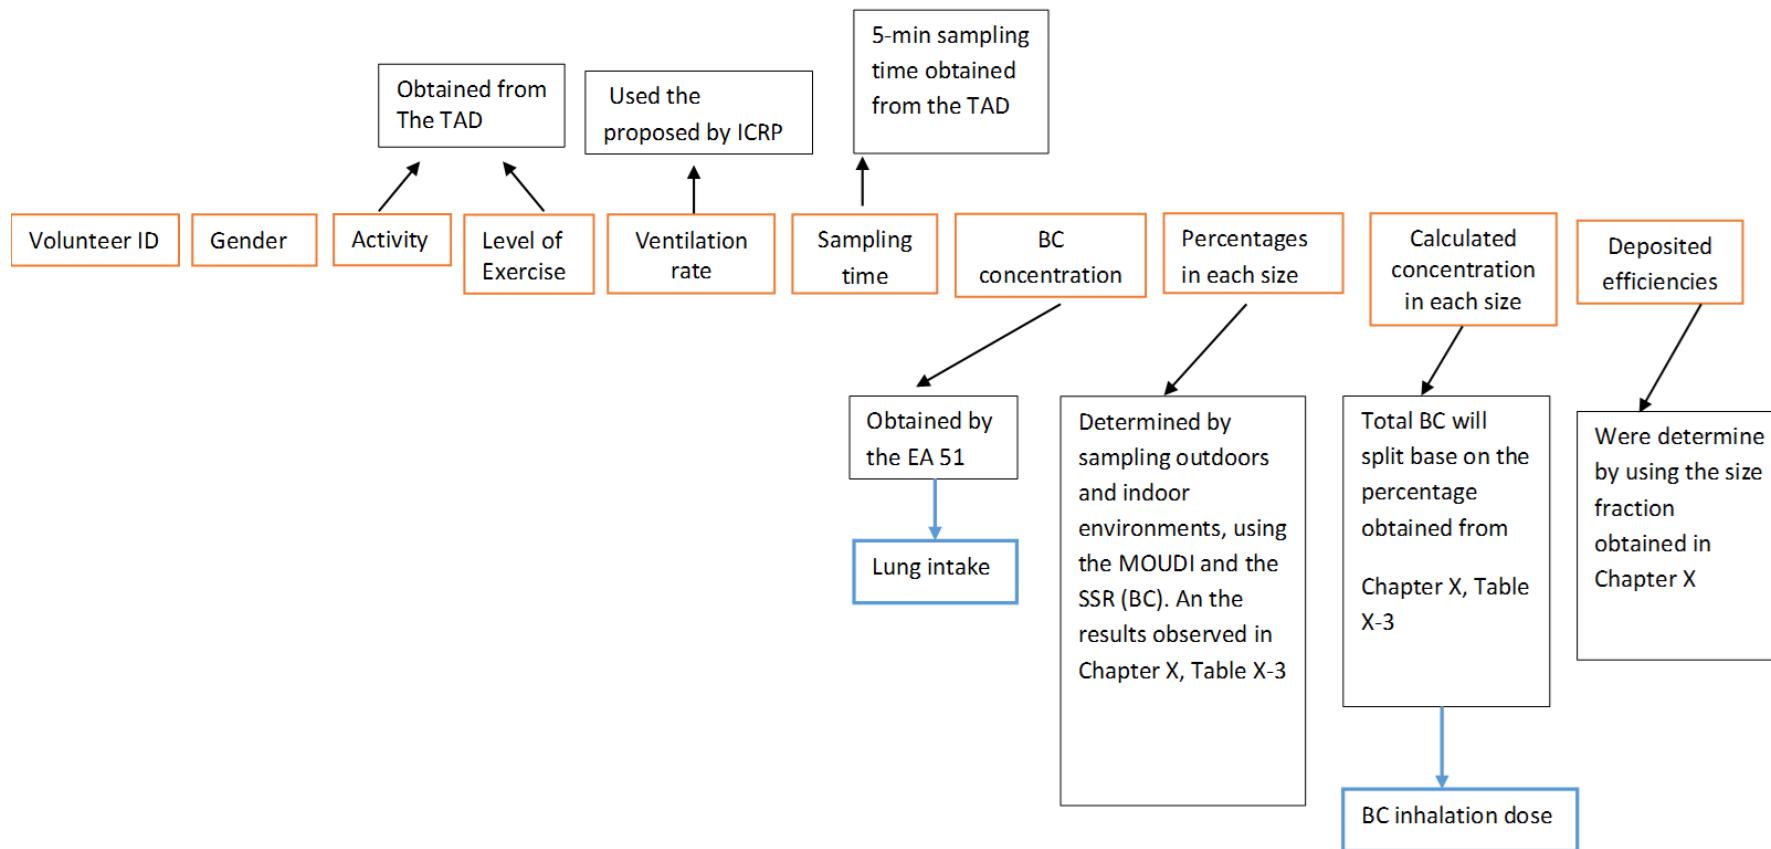 5-min sampling
time obtained
from the TAD
Obtained from
The TAD
Used the
proposed by ICRP
Volunteer ID
Gender
Activity
Level of
Exercise
Ventilation
rate
Sampling
time
BC
concentration
Percentages
in each size
Calculated
concentration
in each size
Deposited
efficiencies
Obtained by
the EA 51
Lung intake
Determined by
sampling outdoors
and indoor
environments, using
the MOUDI and the
SSR (BC). An the
results observed in
Chapter X, Table X-3
Total BC will
split base on the
percentage
obtained from
Chapter X, Table
X-3
BC inhalation dose
Were determine
by using the size
fraction
obtained in
Chapter X